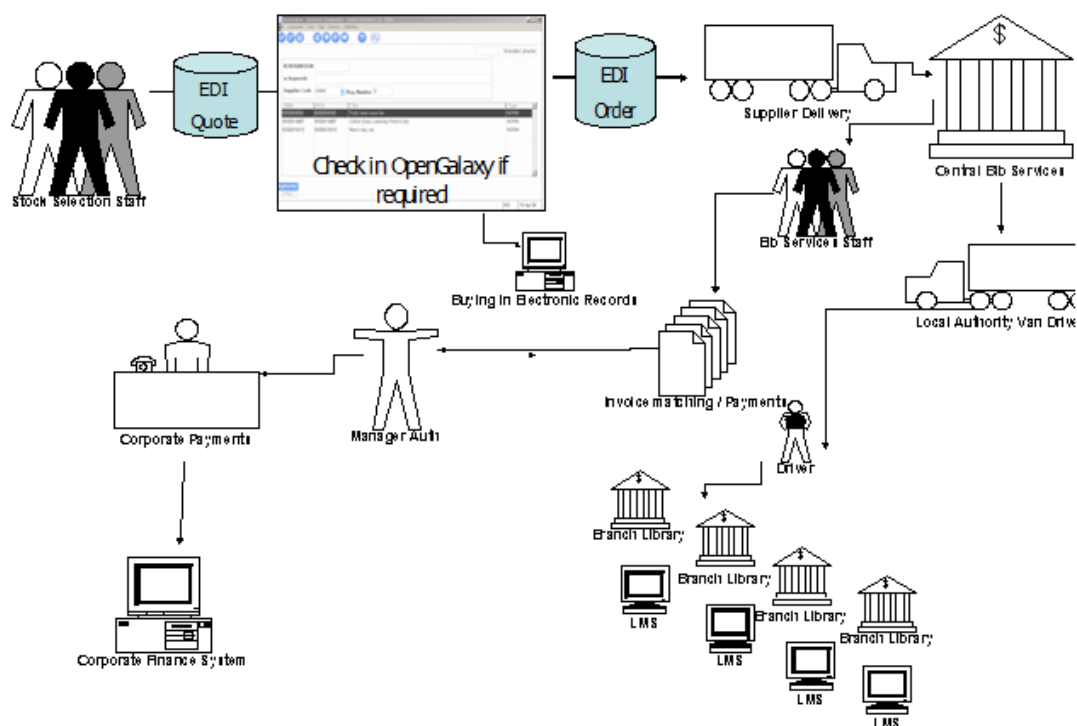 EDI
Quote
Check in OpenGalaxy if
required
EDI
Order
Supplier Delivery
Central Bib Services
Stock Selection Staff
Bib Services Staff
Buying in Electronic Records
Local Authority Van Drive
Invoice matching / Payments
Manager Auth
Corporate Payments
Driver
Branch Library
Branch Library
Branch Library
Branch Library
LMS
LMS
LMS
LMS
Corporate Finance System